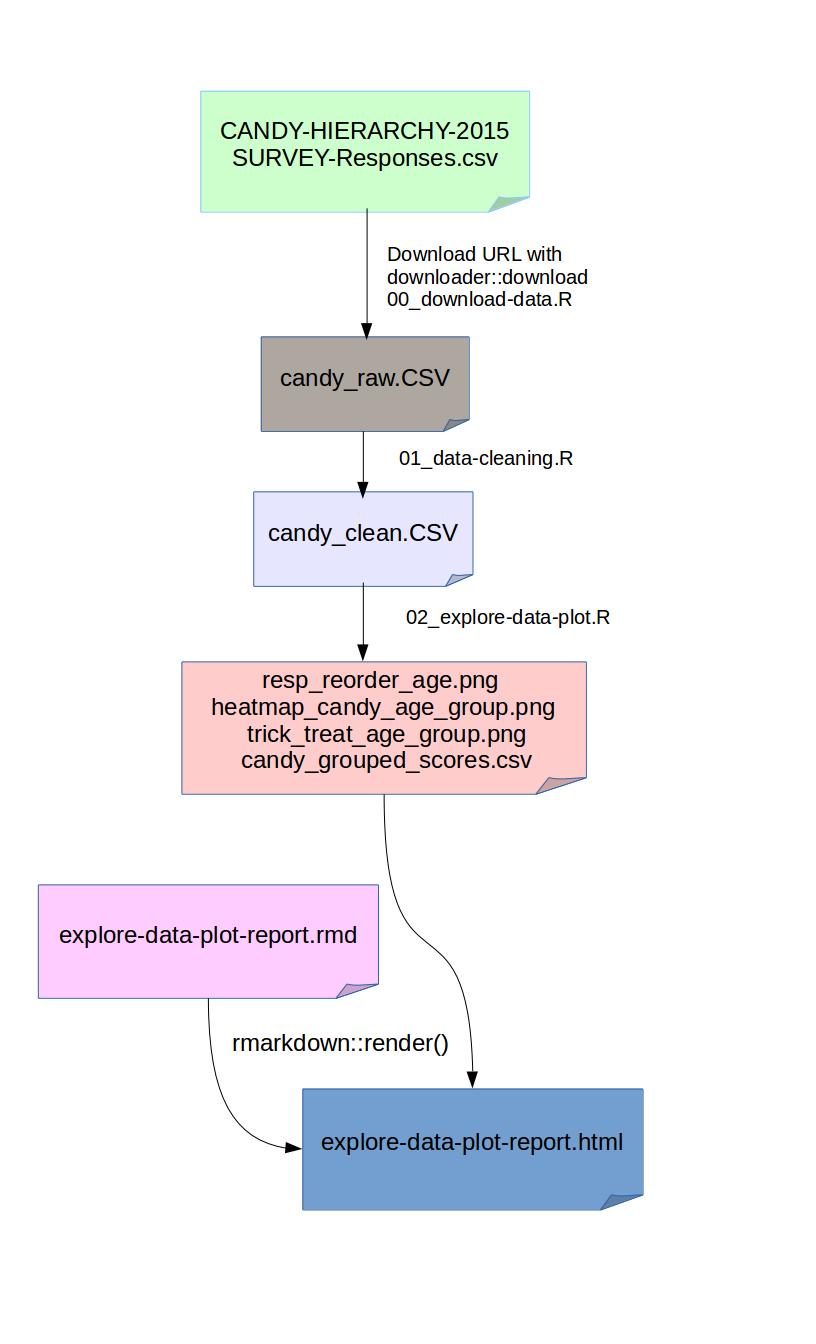 CANDY-HIERARCHY-2015
SURVEY-Responses.csv
Download URL with
downloader::download
00_download-data.R
candy_raw.CSV
01_data-cleaning.R
candy_clean.CSV
02_explore-data-plot.R
resp_reorder_age.png
heatmap_candy_age_group.png
trick_treat_age_group.png
candy_grouped_scores.csv
explore-data-plot-report.rmd
rmarkdown::render()
explore-data-plot-report.html